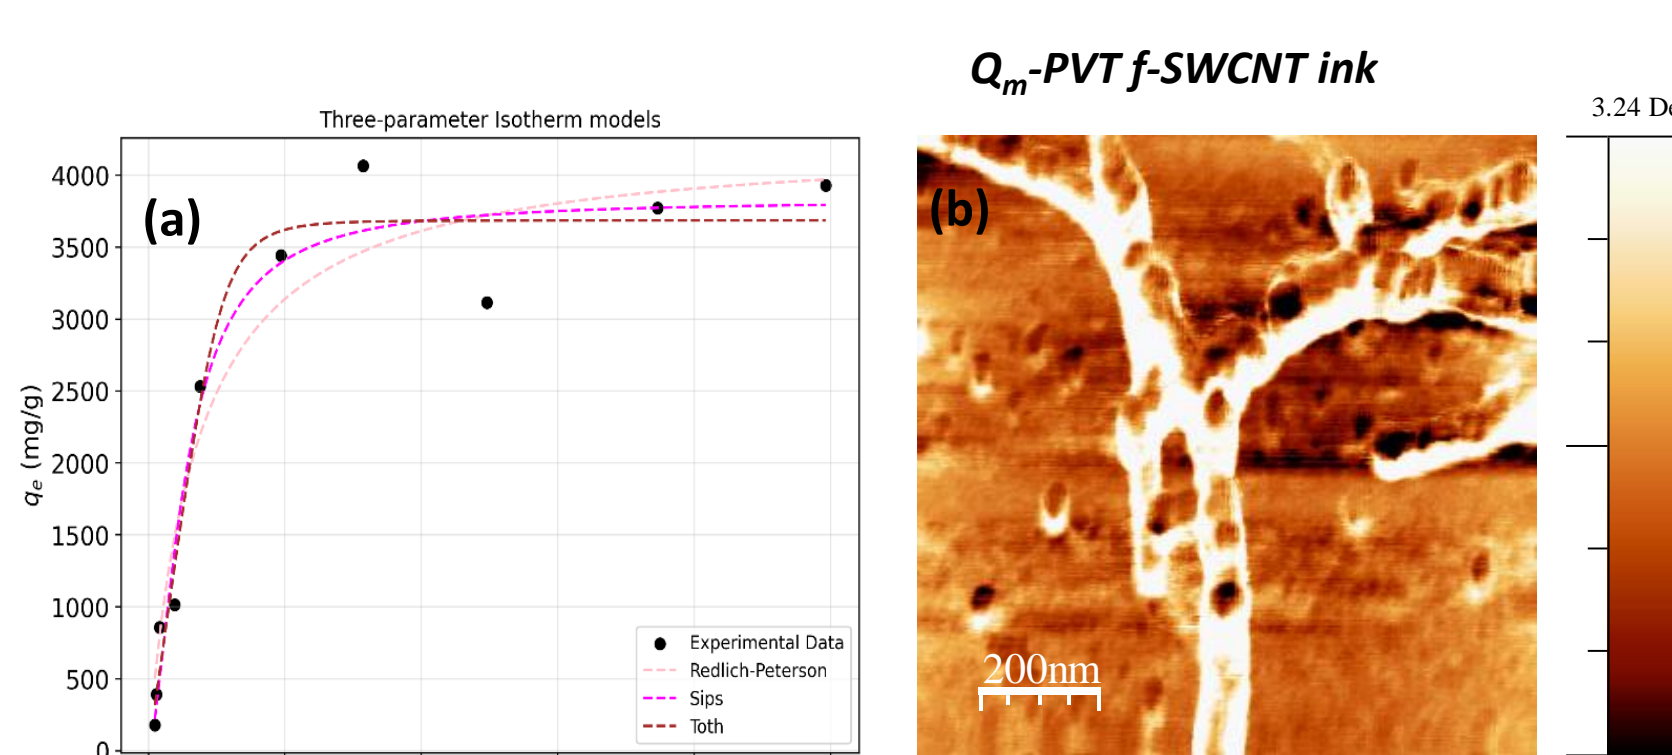 Qm-PVT f-SWCNT ink
Three-parameter Isotherm models
3.24 De
(a)
(b)
4000
3500
3000
2500
2000
1500
1000
500
0
qe (mg/g)
Experimental Data
Redlich-Peterson
Sips
Toth
200nm